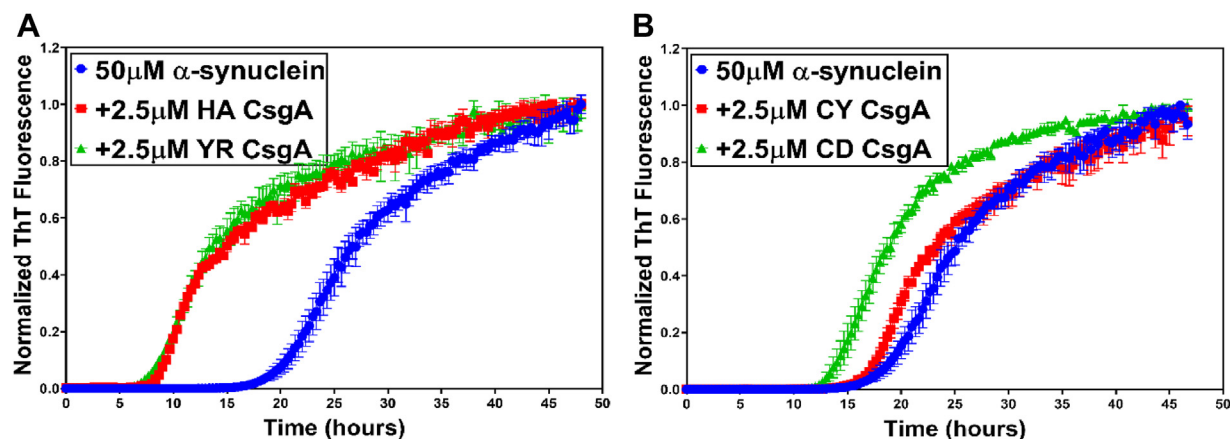 A
Normalized ThT Fluorescence
1.2
1.0
0.8
0.6
0.4
0.2
0.0
50μM α-synuclein
+2.5μM HA CsgA
+2.5μM YR CsgA
0 5 10 15 20 25 30 35 40 45 50
Time (hours)
B
Normalized ThT Fluorescence
1.2
1.0
0.8
0.6
0.4
0.2
0.0
50μM α-synuclein
+2.5μM CY CsgA
+2.5μM CD CsgA
0 5 10 15 20 25 30 35 40 45 50
Time (hours)